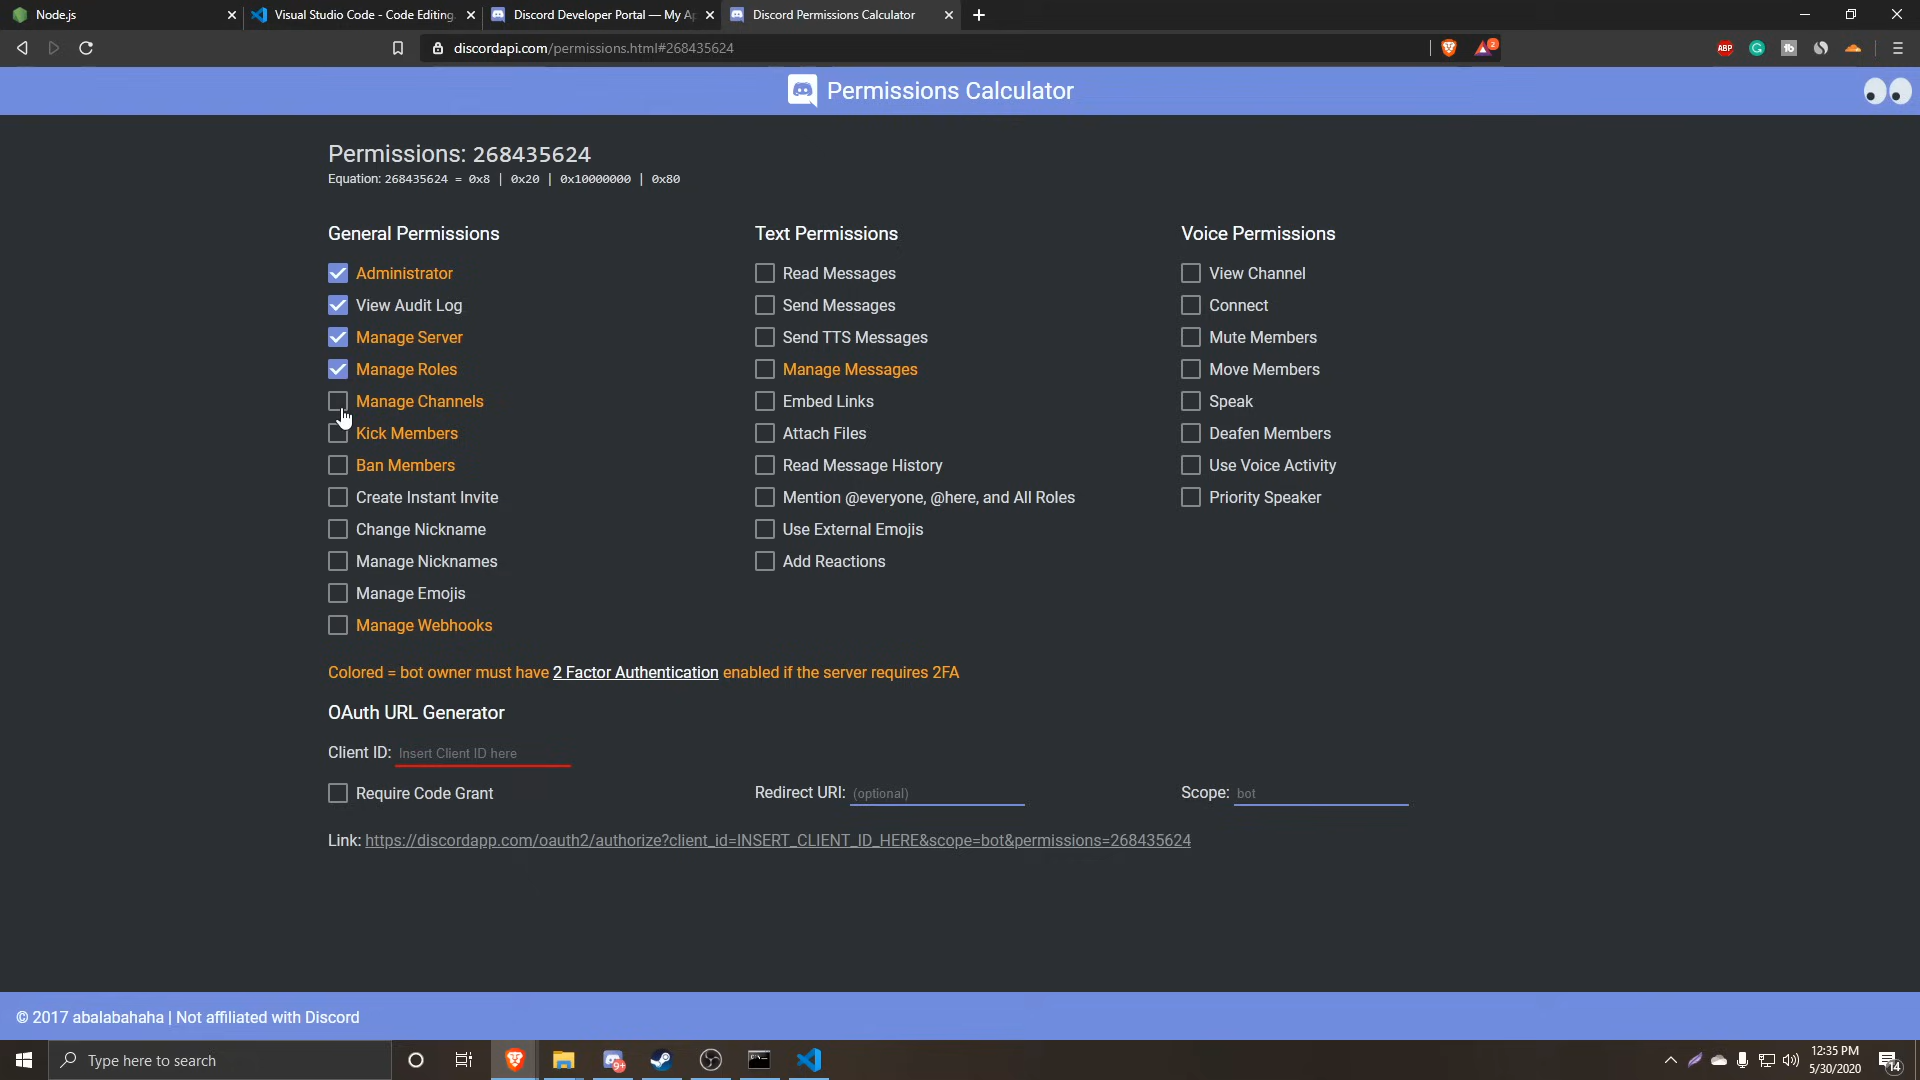 Node.js
Visual Studio Code - Code Editing
Discord Developer Portal — My Ap
Discord Permissions Calculator
discordapi.com/permissions.html#268435624
2
ABP
Permissions Calculator
Permissions: 268435624
Equation: 268435624 = 0x8 | 0x20 | 0x10000000 | 0x80
General Permissions
Administrator
View Audit Log
Manage Server
Manage Roles
Manage Channels
Kick Members
Ban Members
Create Instant Invite
Change Nickname
Manage Nicknames
Manage Emojis
Manage Webhooks
Text Permissions
Read Messages
Send Messages
Send TTS Messages
Manage Messages
Embed Links
Attach Files
Read Message History
Mention @everyone, @here, and All Roles
Use External Emojis
Add Reactions
Voice Permissions
View Channel
Connect
Mute Members
Move Members
Speak
Deafen Members
Use Voice Activity
Priority Speaker
Colored = bot owner must have 2 Factor Authentication enabled if the server requires 2FA
OAuth URL Generator
Client ID: Insert Client ID here
Require Code Grant
Redirect URI: (optional)
Scope: bot
Link: https://discordapp.com/oauth2/authorize?client_id=INSERT_CLIENT_ID_HERE&scope=bot&permissions=268435624
© 2017 abalabahaha | Not affiliated with Discord
Type here to search
9+
12:35 PM
5/30/2020
14